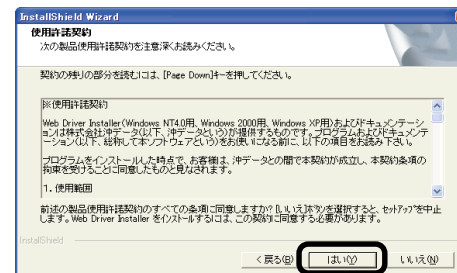 InstallShield Wizard
使用許諾契約
次の製品使用許諾契約を注意深くお読みください。
契約の残りの部分を読むには、[Page Down]キーを押してください。
※使用許諾契約
Web Driver Installer(Windows NT4.0用、Windows 2000用、Windows XP用)およびドキュメンテーシ
ョンは株式会社沖データ(以下、沖データという)が提供するものです。プログラムおよびドキュメンテ
ーション(以下、総称して本ソフトウェアという)をお使いになる前に、以下の項目をお読み下さい。
プログラムをインストールした時点で、お客様は、沖データとの間で本契約が成立し、本契約条項の
拘束を受けることに同意したものと見なされます。
1. 使用範囲
前述の製品使用許諾契約のすべての条項に同意しますか? [いいえ]ボタンを選択すると、セットアップを中止
します。Web Driver Installer をインストールするには、この契約に同意する必要があります。
InstallShield
< 戻る(B)
はい(Y)
いいえ(N)